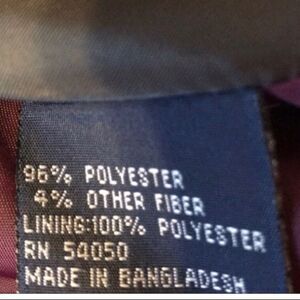 96% POLYESTER
4% OTHER FIBER
LINING:100% POLYESTER
RN 54050
MADE IN BANGLADESH